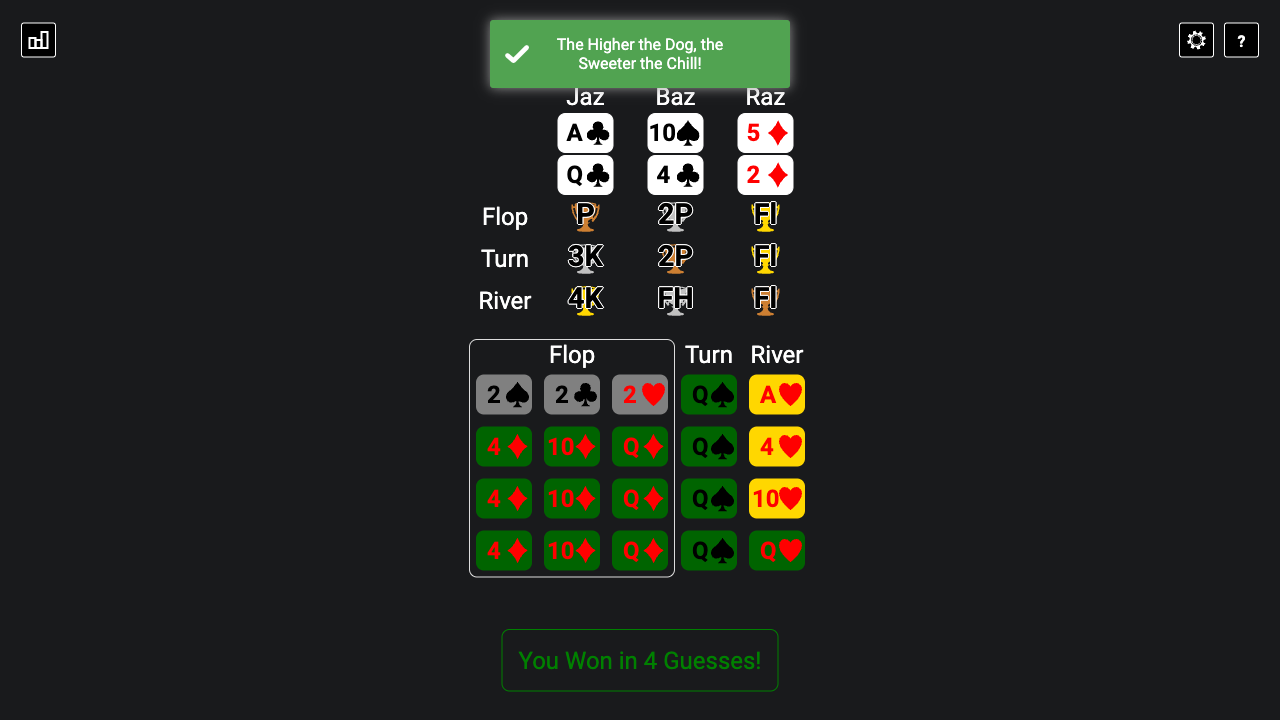 The Higher the Dog, the
Sweeter the Chill!
?
Jaz Baz Raz
A 10 5
Q 4 2
Flop P 2P Fl
Turn 3K 2P Fl
River 4K FH Fl
Flop Turn River
2 2 2 Q A
4 10 Q Q 4
4 10 Q Q 10
4 10 Q Q Q
You Won in 4 Guesses!